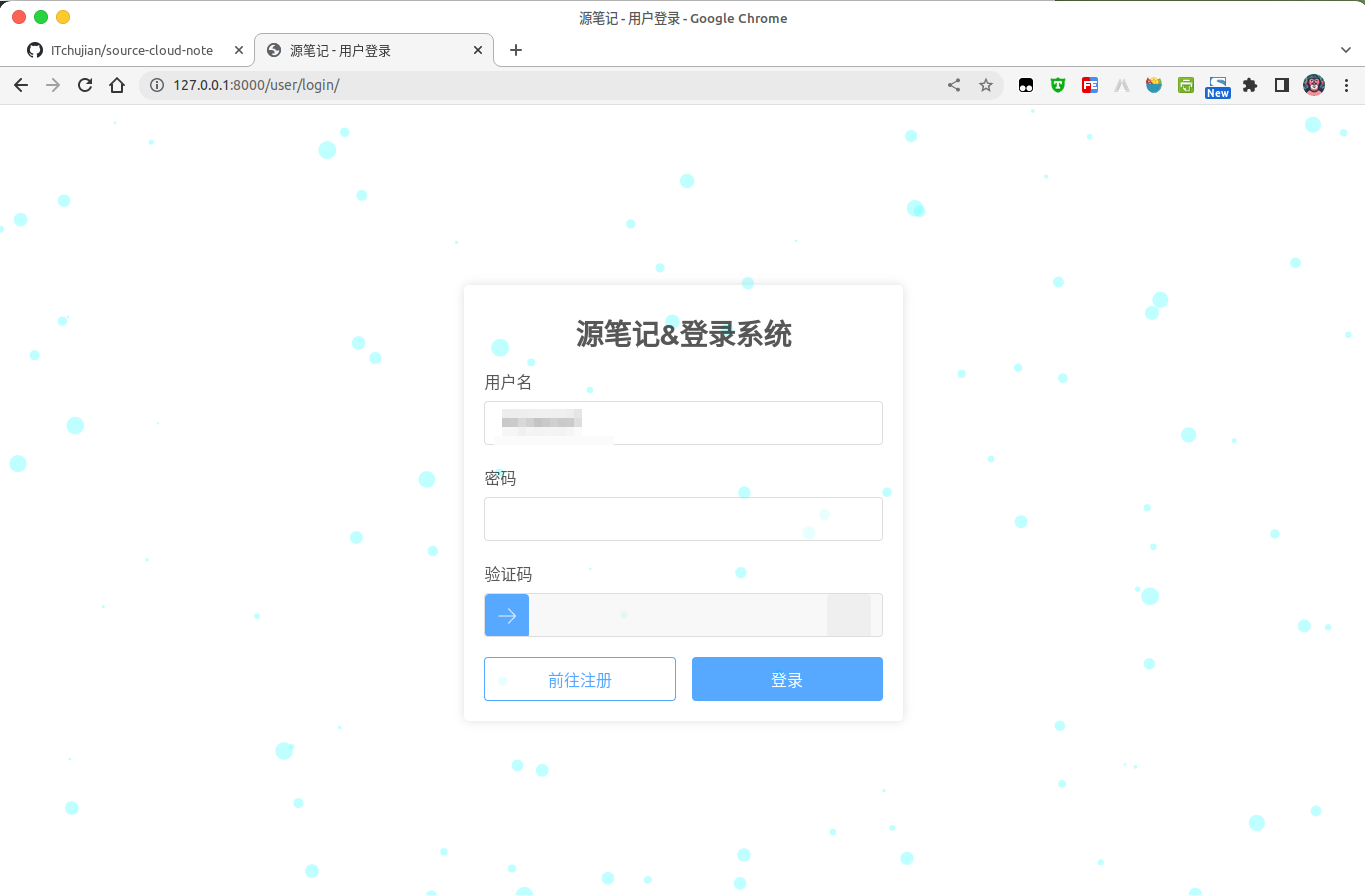 源笔记 - 用户登录 - Google Chrome
ITchujian/source-cloud-note
源笔记 - 用户登录
127.0.0.1:8000/user/login/
FE
New
源笔记&登录系统
用户名
密码
验证码
前往注册
登录